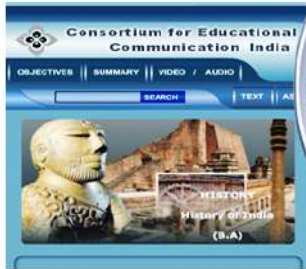 Consortium for Educational
Communication India
OBJECTIVES || SUMMARY || VIDEO / AUDIO
SEARCH
TEXT
HISTORY
History of India
(B.A)